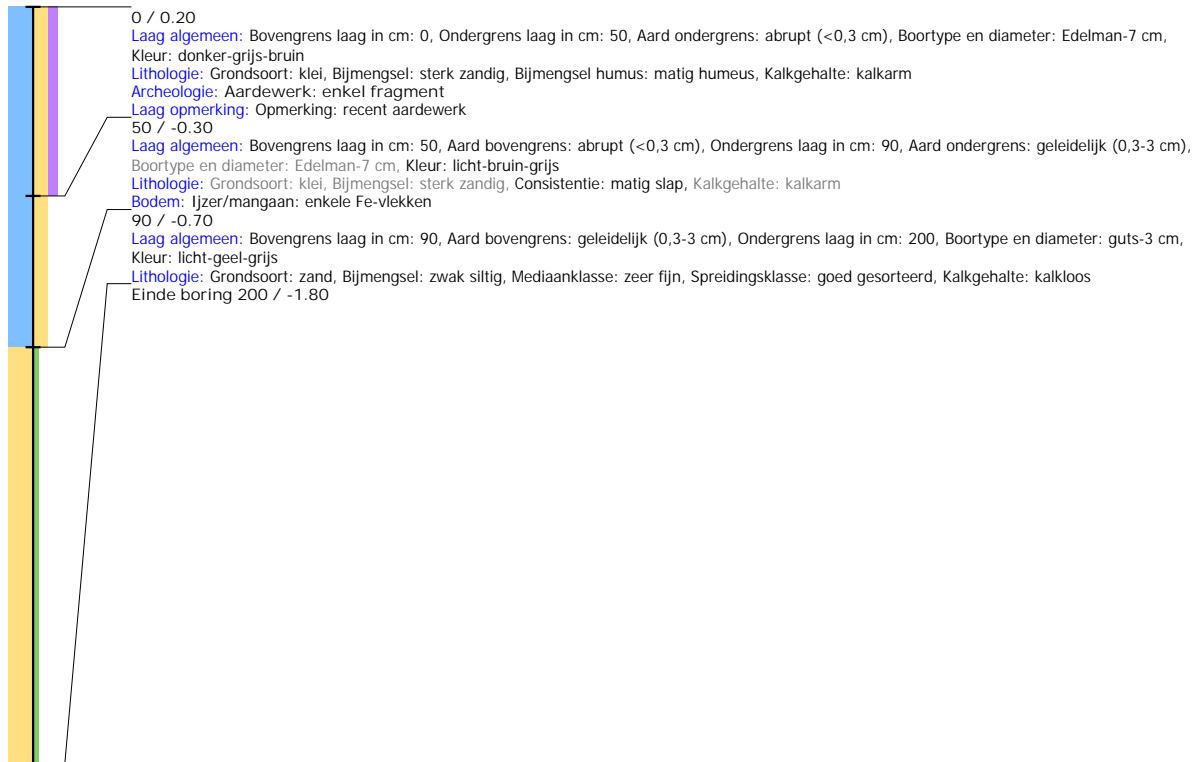 0 / 0.20
Laag algemeen: Bovengrens laag in cm: 0, Ondergrens laag in cm: 50, Aard ondergrens: abrupt (<0,3 cm), Boortype en diameter: Edelman-7 cm,
Kleur: donker-grijs-bruin
Lithologie: Grondsoort: klei, Bijmengsel: sterk zandig, Bijmengsel humus: matig humeus, Kalkgehalte: kalkarm
Archeologie: Aardewerk: enkel fragment
Laag opmerking: Opmerking: recent aardewerk
50 / -0.30
Laag algemeen: Bovengrens laag in cm: 50, Aard bovengrens: abrupt (<0,3 cm), Ondergrens laag in cm: 90, Aard ondergrens: geleidelijk (0,3-3 cm),
Boortype en diameter: Edelman-7 cm, Kleur: licht-bruin-grijs
Lithologie: Grondsoort: klei, Bijmengsel: sterk zandig, Consistentie: matig slap, Kalkgehalte: kalkarm
Bodem: Ijzer/mangaan: enkele Fe-vlekken
90 / -0.70
Laag algemeen: Bovengrens laag in cm: 90, Aard bovengrens: geleidelijk (0,3-3 cm), Ondergrens laag in cm: 200, Boortype en diameter: guts-3 cm,
Kleur: licht-geel-grijs
Lithologie: Grondsoort: zand, Bijmengsel: zwak siltig, Mediaanklasse: zeer fijn, Spreidingsklasse: goed gesorteerd, Kalkgehalte: kalkloos
Einde boring 200 / -1.80